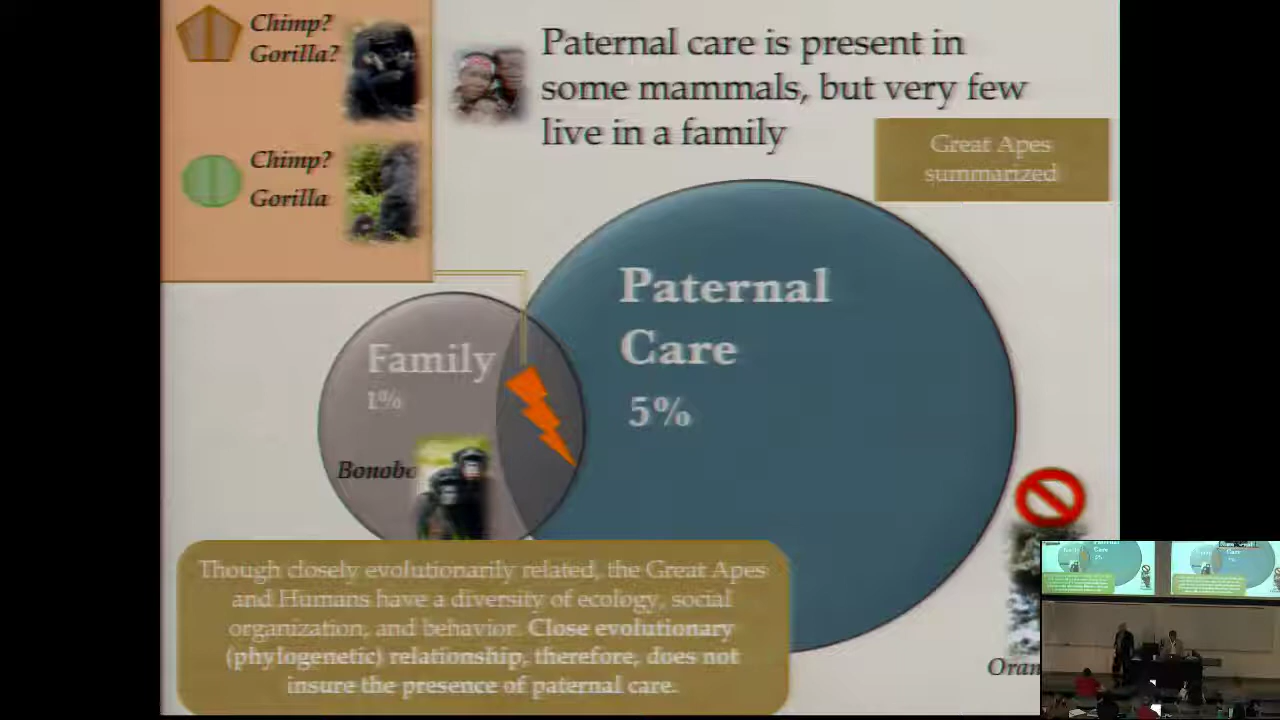 Chimp?
Gorilla?
Chimp?
Gorilla
Paternal care is present in
some mammals, but very few
live in a family
Great Apes
summarized
Paternal
Care
5%
Family
1%
Bonobo
Though closely evolutionarily related, the Great Apes
and Humans have a diversity of ecology, social
organization, and behavior. Close evolutionary
(phylogenetic) relationship, therefore, does not
insure the presence of paternal care.
Oran